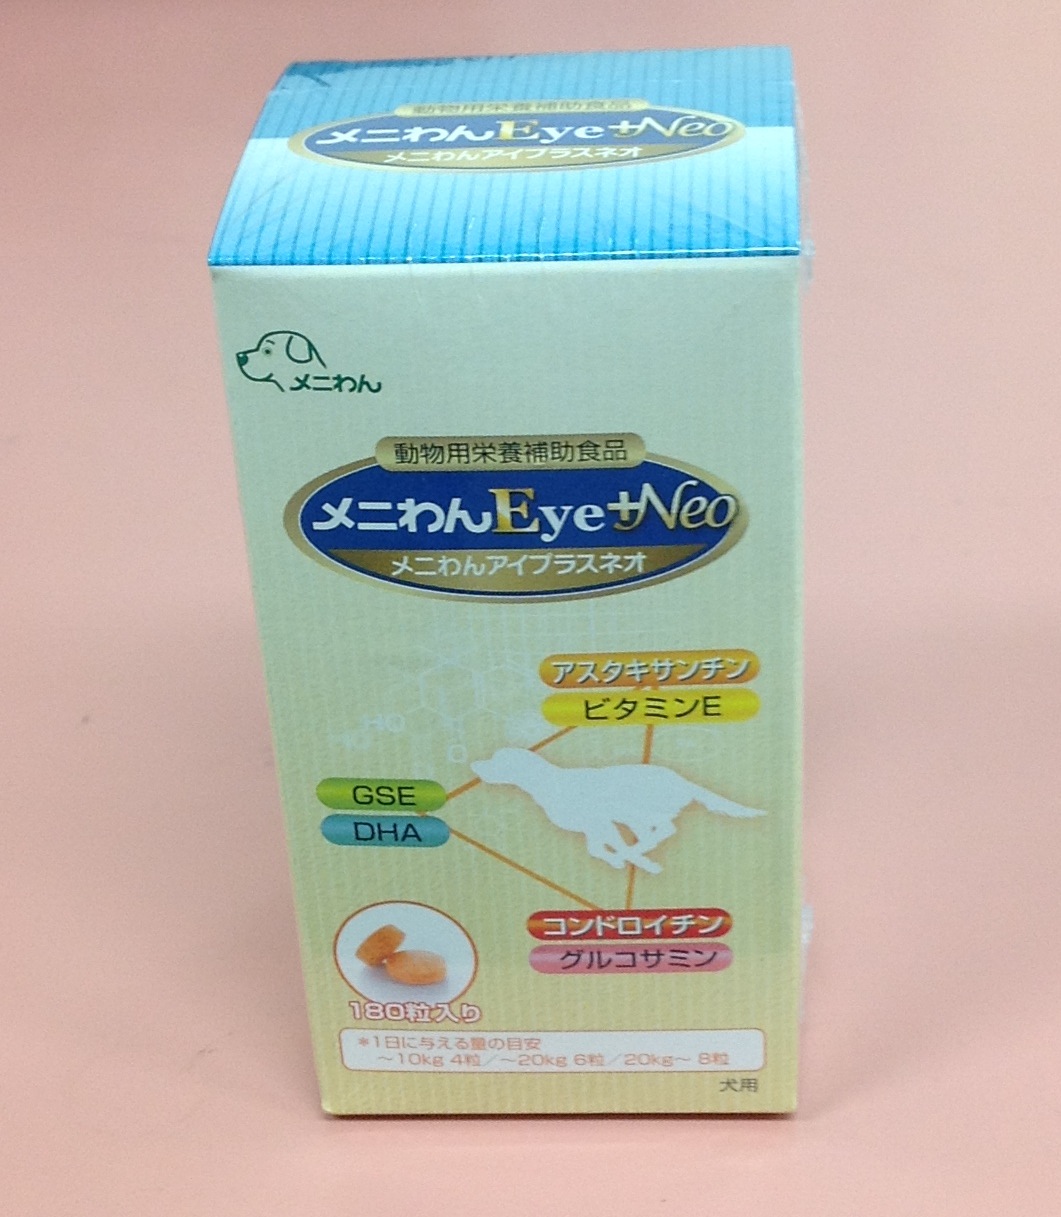 動物用栄養補助食品
メニわんEye+Neo
メニわんアイプラスネオ
メニわん
動物用栄養補助食品
メニわんEye+Neo
メニわんアイプラスネオ
アスタキサンチン
ビタミンE
HO
O
GSE
DHA
コンドロイチン
グルコサミン
180粒入り
*1日に与える量の目安
～10kg 4粒/～20kg 6粒/20kg～ 8粒
犬用